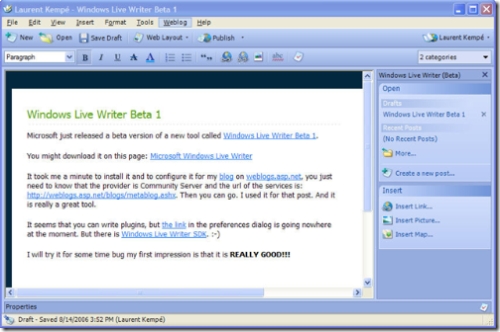 Laurent Kempé - Windows Live Writer Beta 1
File Edit View Insert Format Tools Weblog Help
New Open Save Draft Web Layout Publish Laurent Kempé
Paragraph B I U A 2 categories
Windows Live Writer (Beta)
Open
Drafts
Windows Live Writer Beta 1
Recent Posts
(No Recent Posts)
More...
Create a new post...
Insert
Insert Link...
Insert Picture...
Insert Map...
Windows Live Writer Beta 1
Microsoft just released a beta version of a new tool called Windows Live Writer Beta 1.
You might download it on this page: Microsoft Windows Live Writer
It took me a minute to install it and to configure it for my blog on weblogs.asp.net, you just
need to know that the provider is Community Server and the url of the services is:
http://weblogs.asp.net/blogs/metablog.ashx. Then you can go. I used it for that post. And it
is really a great tool.
It seems that you can write plugins, but the link in the preferences dialog is going nowhere
at the moment. But there is Windows Live Writer SDK. :-)
I will try it for some time bug my first impression is that it is REALLY GOOD!!!
Properties
Draft - Saved 8/14/2006 3:52 PM (Laurent Kempé)